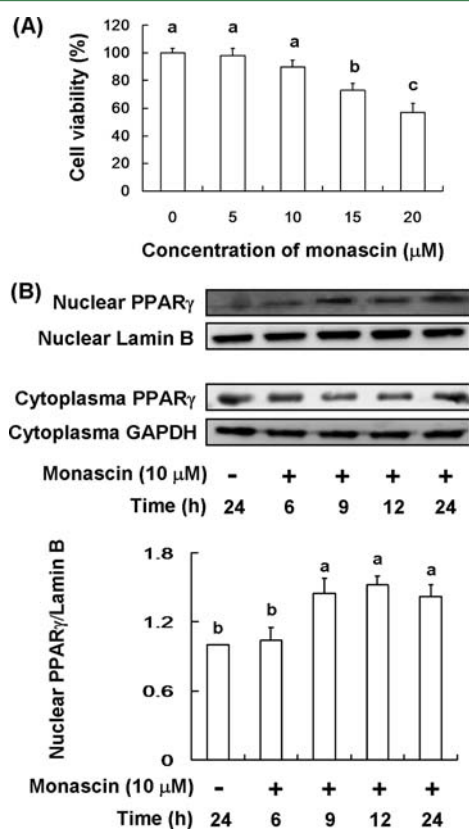 (A)
Cell viability (%)
120
100
80
60
40
20
0
a a a b c
0 5 10 15 20
Concentration of monascin (μM)
(B)
Nuclear PPARγ
Nuclear Lamin B
Cytoplasma PPARγ
Cytoplasma GAPDH
Monascin (10 μM) - + + + +
Time (h) 24 6 9 12 24
Nuclear PPARγ/Lamin B
1.8
1.2
0.6
0
b b a a a
Monascin (10 μM) - + + + +
Time (h) 24 6 9 12 24